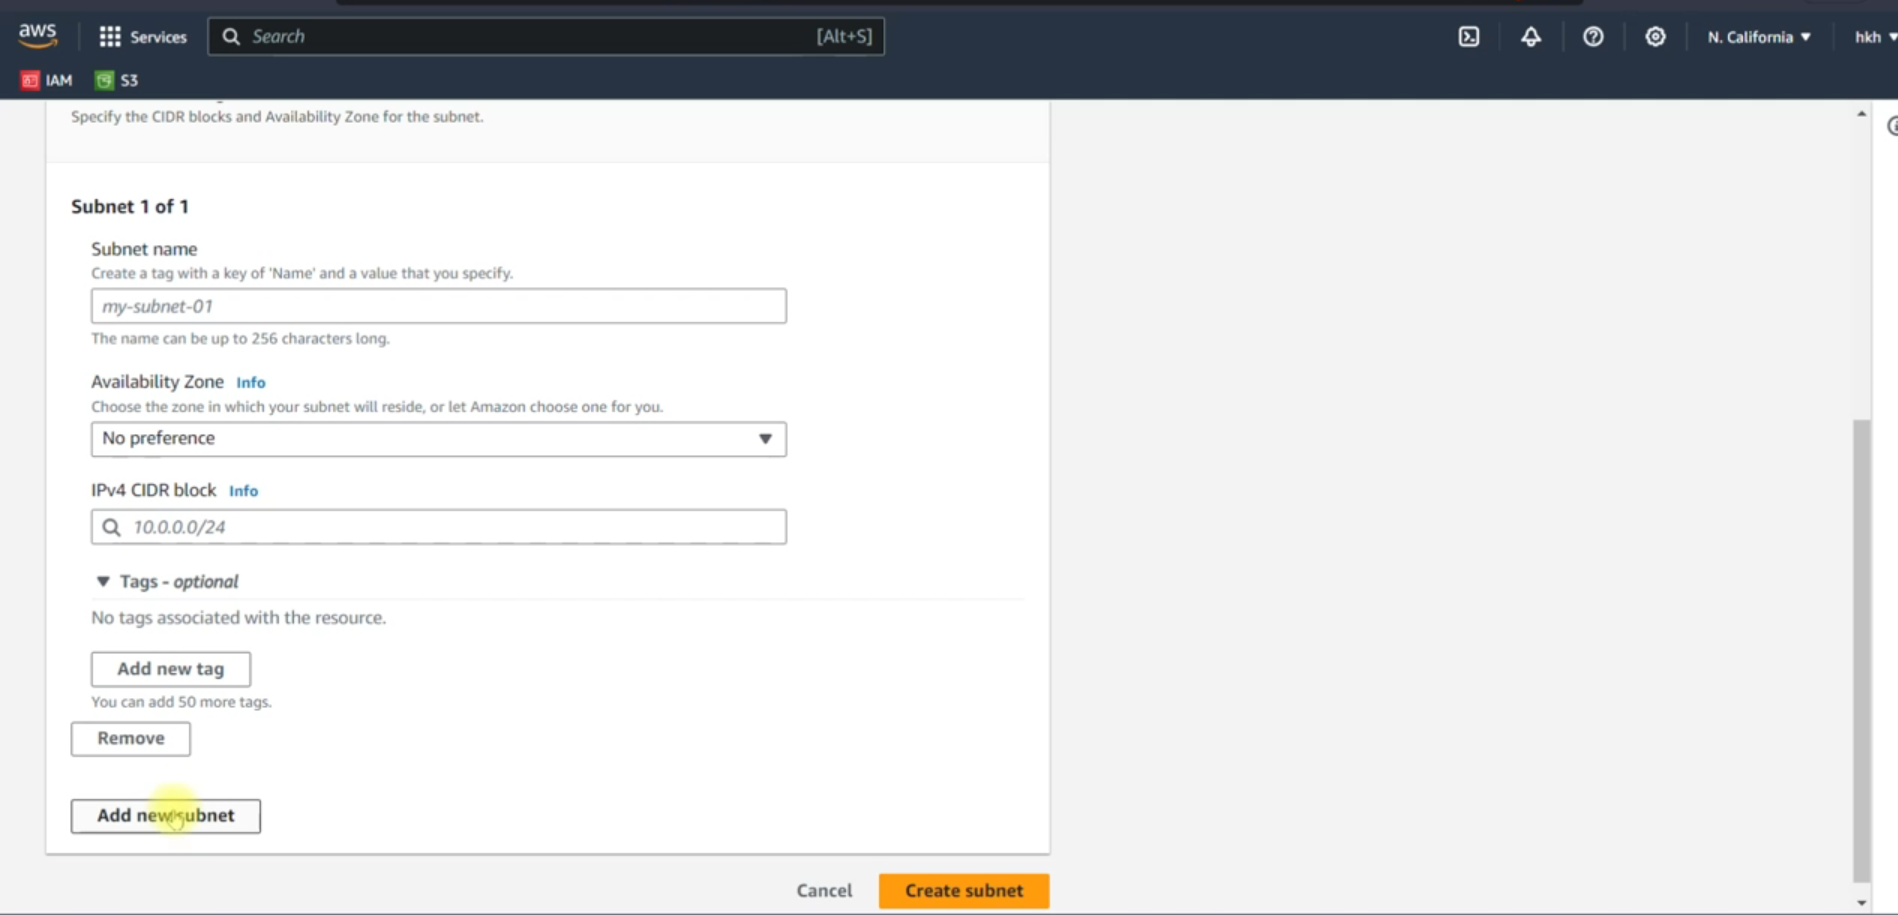 aws
Services
Search
[Alt+S]
N. California ▼
hkh ▼
IAM
S3
Specify the CIDR blocks and Availability Zone for the subnet.
Subnet 1 of 1
Subnet name
Create a tag with a key of 'Name' and a value that you specify.
my-subnet-01
The name can be up to 256 characters long.
Availability Zone Info
Choose the zone in which your subnet will reside, or let Amazon choose one for you.
No preference
IPv4 CIDR block Info
10.0.0.0/24
▼ Tags - optional
No tags associated with the resource.
Add new tag
You can add 50 more tags.
Remove
Add new subnet
Cancel
Create subnet